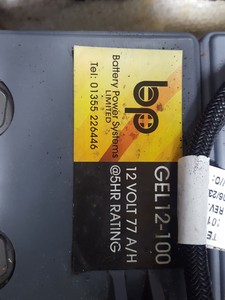 bp
Battery Power Systems
LIMITED
Tel: 01355 226446
GEL12-100
12 VOLT 77 A/H
@5HR RATING